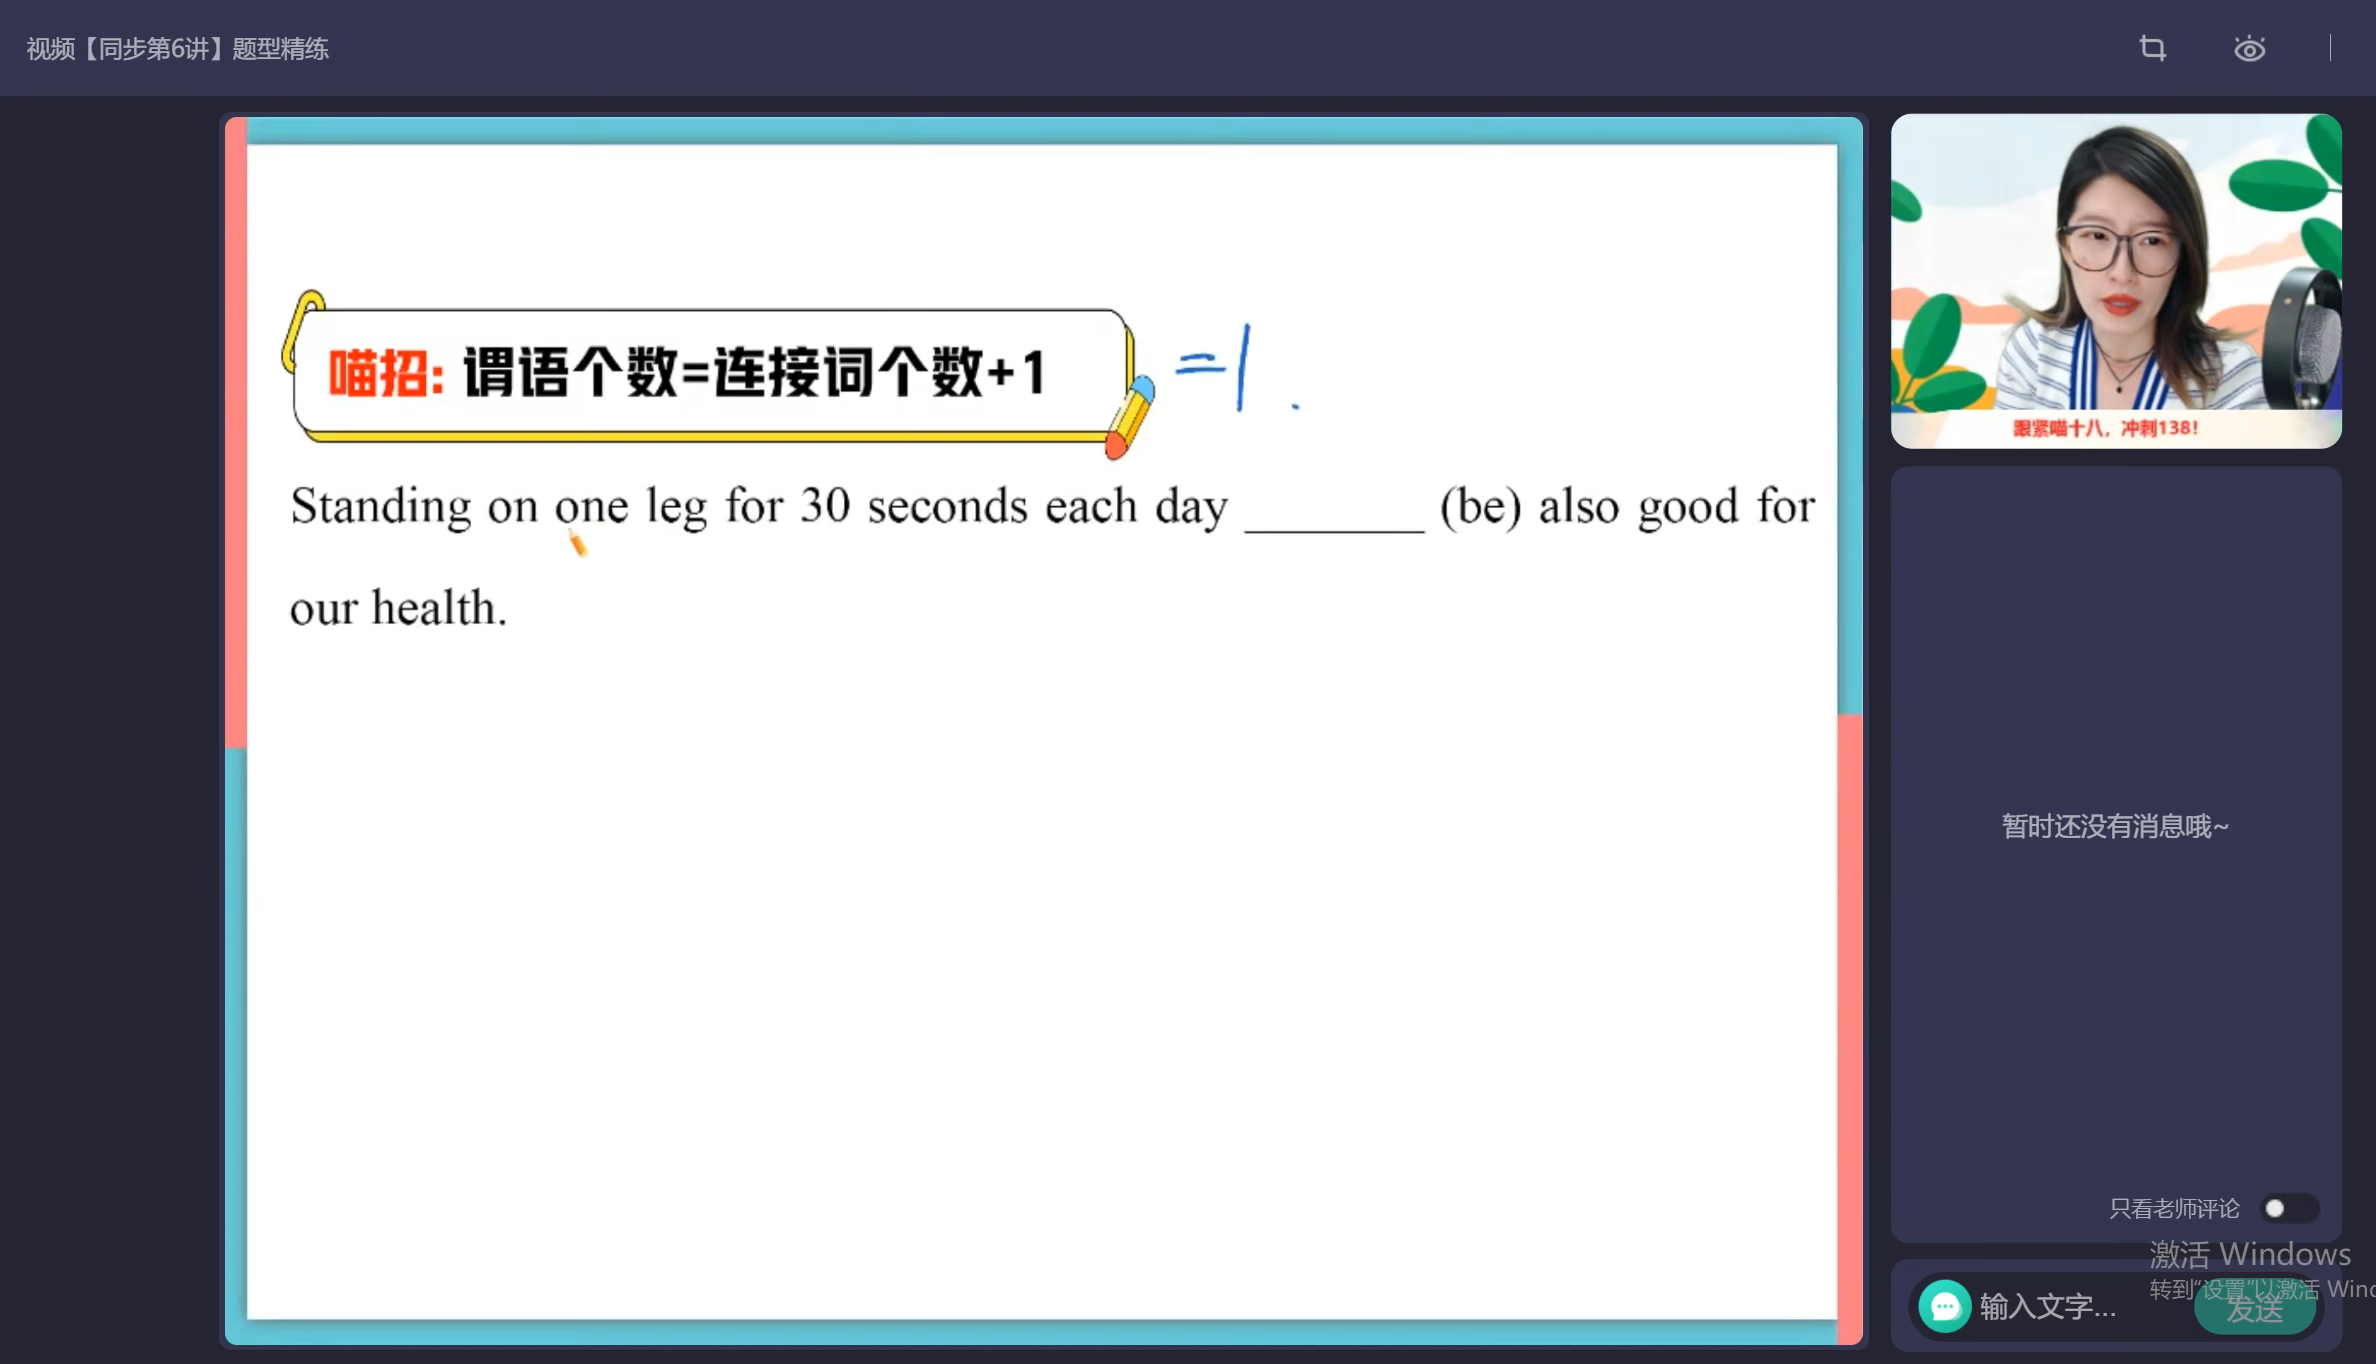 视频【同步第6讲】题型精练
喵招: 谓语个数=连接词个数+1 =1.
Standing on one leg for 30 seconds each day ________ (be) also good for
our health.
跟紧喵十八，冲刺138！
暂时还没有消息哦~
只看老师评论
激活 Windows
转到“设置”以激活 Wind
输入文字...
发送